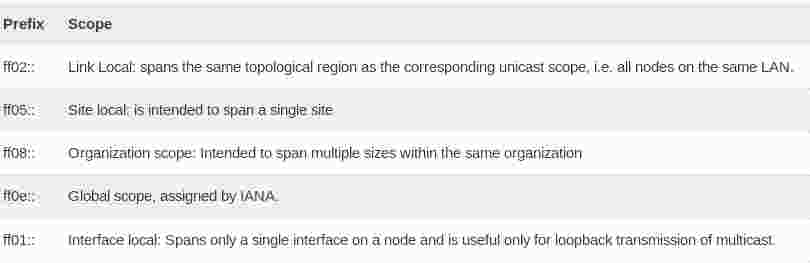 Prefix Scope
ff02:: Link Local: spans the same topological region as the corresponding unicast scope, i.e. all nodes on the same LAN.
ff05:: Site local: is intended to span a single site
ff08:: Organization scope: Intended to span multiple sizes within the same organization
ff0e:: Global scope, assigned by IANA.
ff01:: Interface local: Spans only a single interface on a node and is useful only for loopback transmission of multicast.